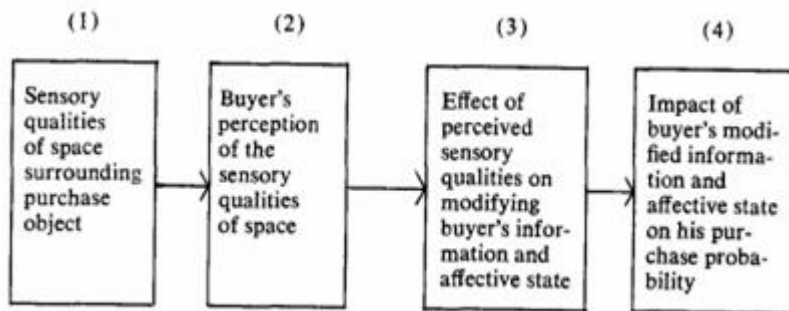 (1)
(2)
(3)
(4)
Sensory
qualities
of space
surrounding
purchase
object
Buyer's
perception
of the
sensory
qualities
of space
Effect of
perceived
sensory
qualities on
modifying
buyer's infor-
mation and
affective state
Impact of
buyer's modi-
fied informa-
tion and
affective state
on his pur-
chase proba-
bility